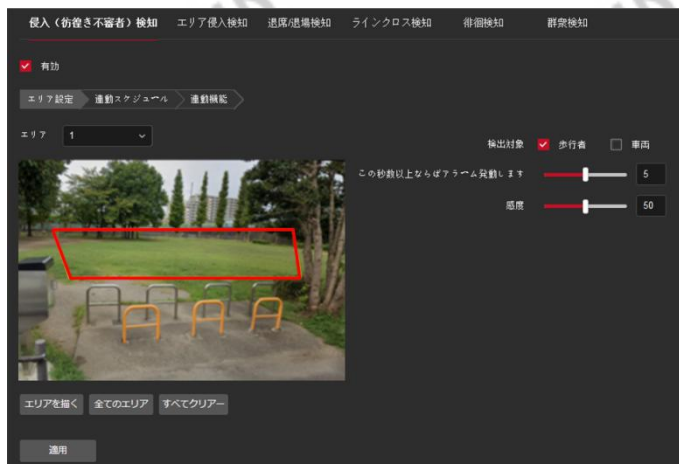 侵入（彷徨き不審者）検知 エリア侵入検知 退席/退場検知 ラインクロス検知 徘徊検知 群衆検知
有効
エリア設定 連動スケジュール 連動機能
エリア 1
検出対象 歩行者 車両
この秒数以上ならばアラーム発動します 5
感度 50
エリアを描く 全てのエリア すべてクリアー
適用